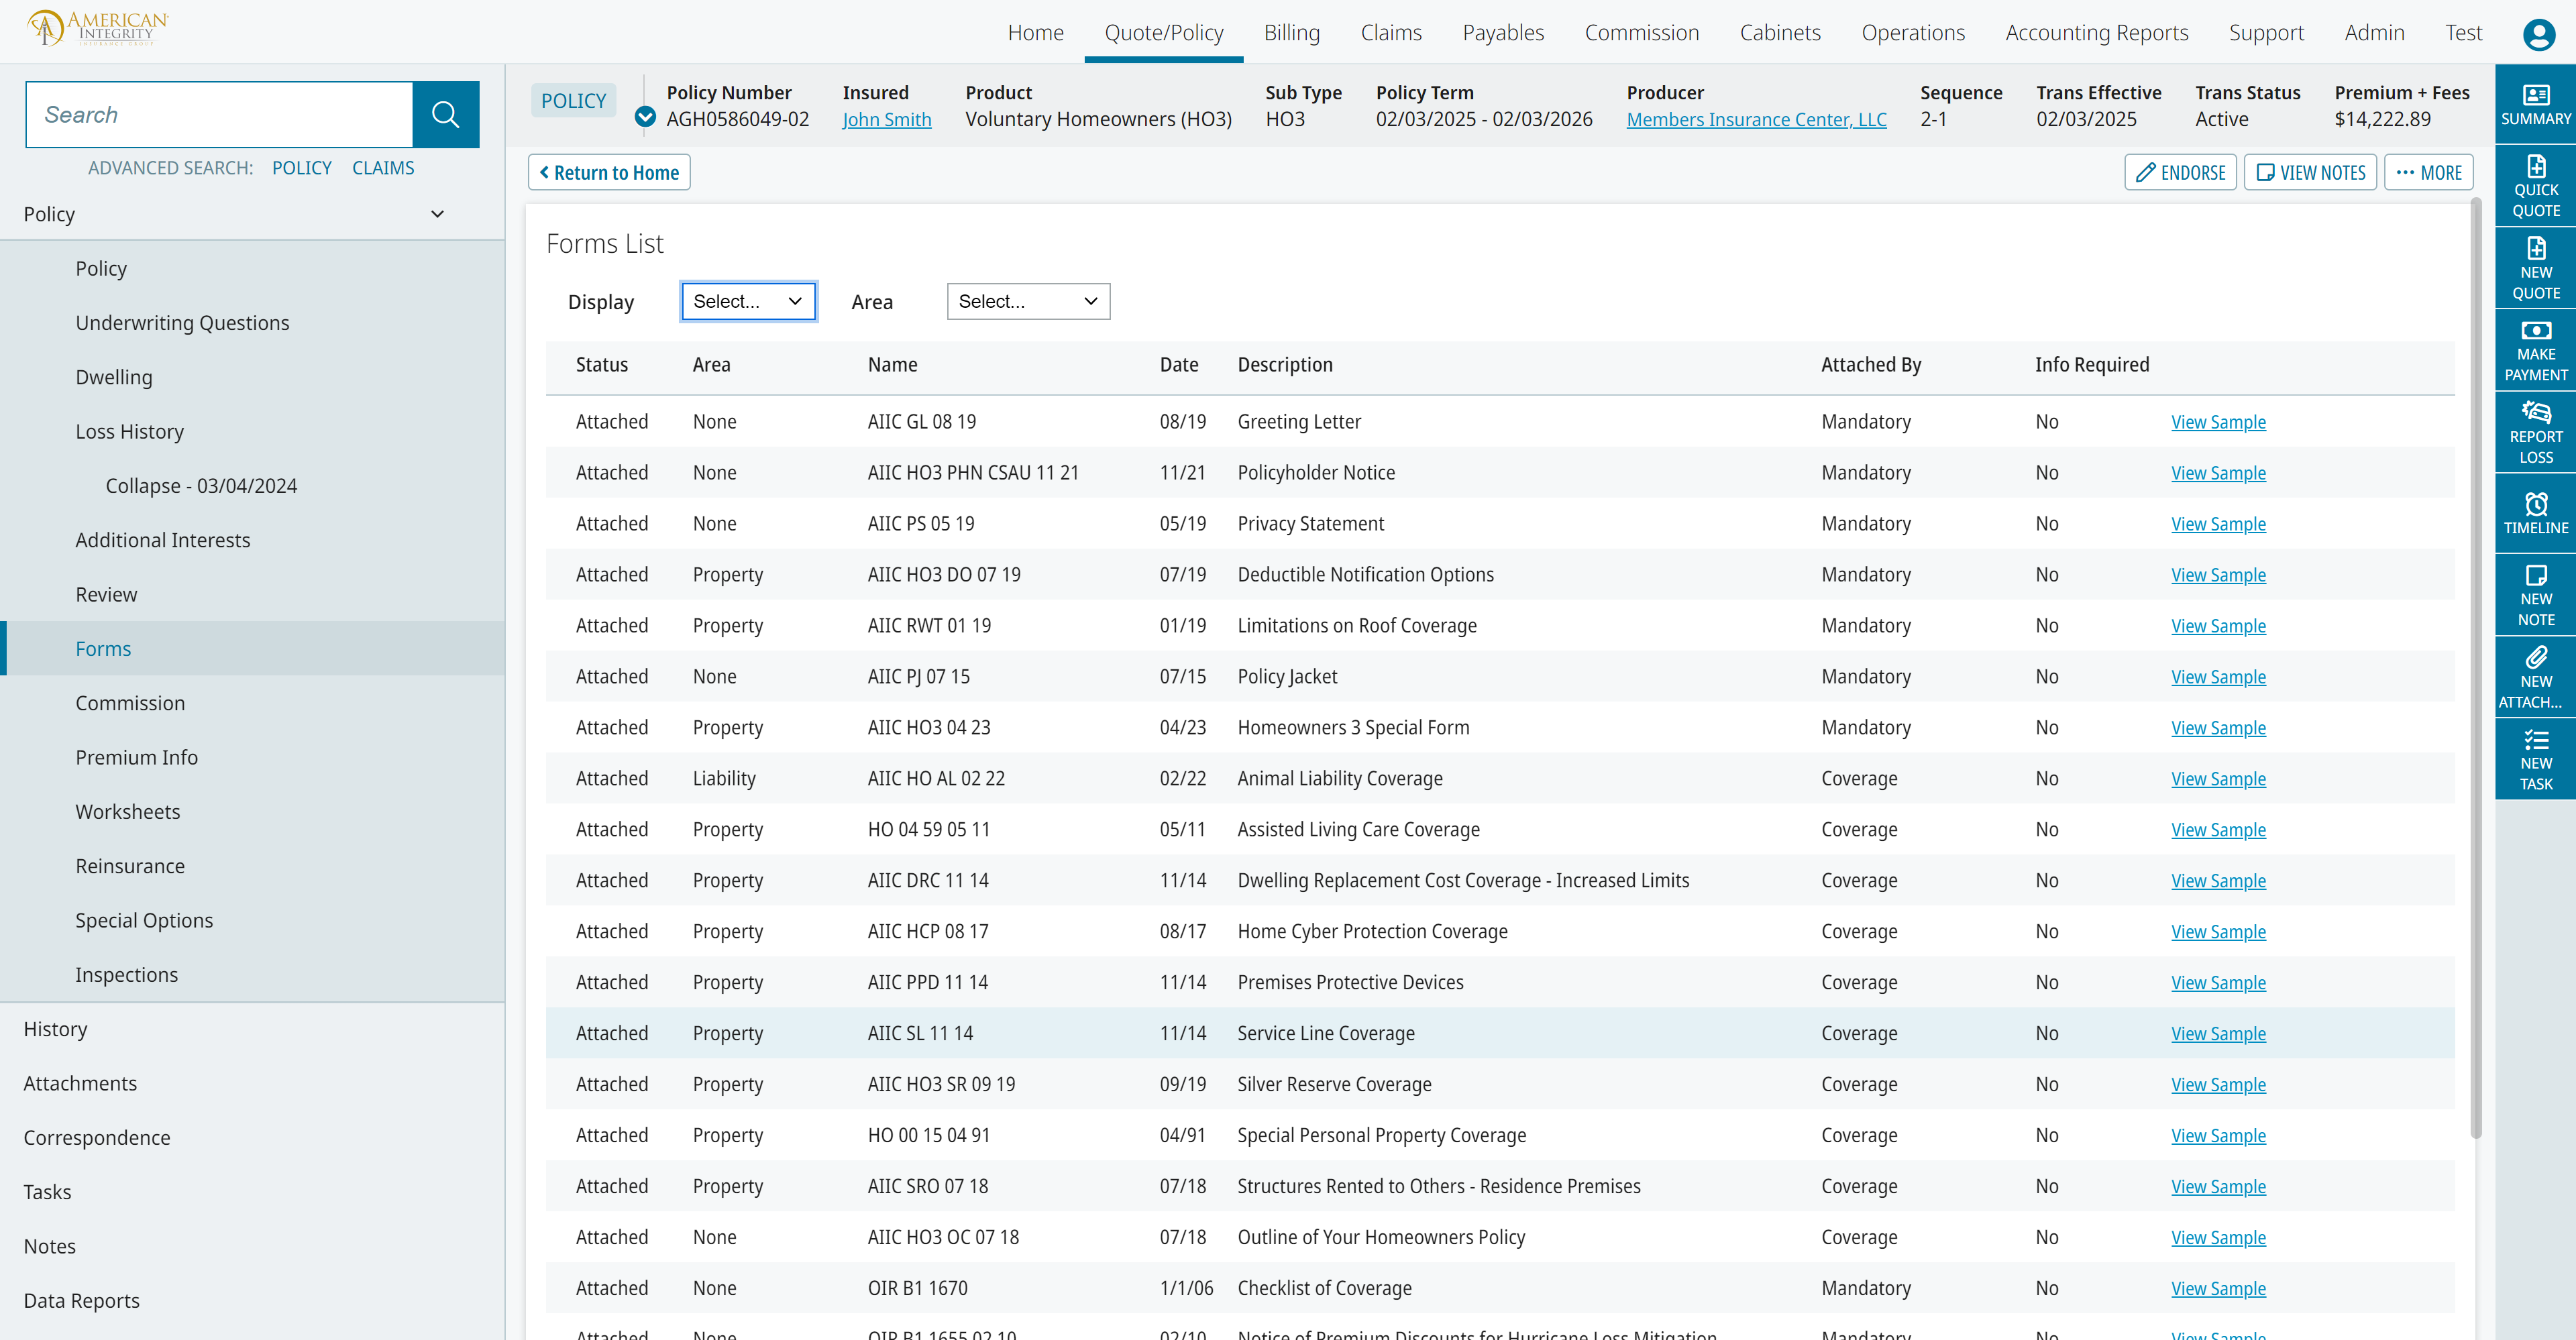 AMERICAN
INTEGRITY
INSURANCE GROUP
Home Quote/Policy Billing Claims Payables Commission Cabinets Operations Accounting Reports Support Admin Test
Search
ADVANCED SEARCH: POLICY CLAIMS
Policy
Policy
Underwriting Questions
Dwelling
Loss History
Collapse - 03/04/2024
Additional Interests
Review
Forms
Commission
Premium Info
Worksheets
Reinsurance
Special Options
Inspections
History
Attachments
Correspondence
Tasks
Notes
Data Reports
POLICY
Policy Number Insured Product Sub Type Policy Term Producer Sequence Trans Effective Trans Status Premium + Fees
AGH0586049-02 John Smith Voluntary Homeowners (HO3) HO3 02/03/2025 - 02/03/2026 Members Insurance Center, LLC 2-1 02/03/2025 Active $14,222.89
Return to Home ENDORSE VIEW NOTES MORE
Forms List
Display Select... Area Select...
Status Area Name Date Description Attached By Info Required
Attached None AIIC GL 08 19 08/19 Greeting Letter Mandatory No View Sample
Attached None AIIC HO3 PHN CSAU 11 21 11/21 Policyholder Notice Mandatory No View Sample
Attached None AIIC PS 05 19 05/19 Privacy Statement Mandatory No View Sample
Attached Property AIIC HO3 DO 07 19 07/19 Deductible Notification Options Mandatory No View Sample
Attached Property AIIC RWT 01 19 01/19 Limitations on Roof Coverage Mandatory No View Sample
Attached None AIIC PJ 07 15 07/15 Policy Jacket Mandatory No View Sample
Attached Property AIIC HO3 04 23 04/23 Homeowners 3 Special Form Mandatory No View Sample
Attached Liability AIIC HO AL 02 22 02/22 Animal Liability Coverage Coverage No View Sample
Attached Property HO 04 59 05 11 05/11 Assisted Living Care Coverage Coverage No View Sample
Attached Property AIIC DRC 11 14 11/14 Dwelling Replacement Cost Coverage - Increased Limits Coverage No View Sample
Attached Property AIIC HCP 08 17 08/17 Home Cyber Protection Coverage Coverage No View Sample
Attached Property AIIC PPD 11 14 11/14 Premises Protective Devices Coverage No View Sample
Attached Property AIIC SL 11 14 11/14 Service Line Coverage Coverage No View Sample
Attached Property AIIC HO3 SR 09 19 09/19 Silver Reserve Coverage Coverage No View Sample
Attached Property HO 00 15 04 91 04/91 Special Personal Property Coverage Coverage No View Sample
Attached Property AIIC SRO 07 18 07/18 Structures Rented to Others - Residence Premises Coverage No View Sample
Attached None AIIC HO3 OC 07 18 07/18 Outline of Your Homeowners Policy Coverage No View Sample
Attached None OIR B1 1670 1/1/06 Checklist of Coverage Mandatory No View Sample
Attached None OIR B1 1655 02 10 02/10 Notice of Premium Discounts for Hurricane Loss Mitigation Mandatory No View Sample
SUMMARY
QUICK
QUOTE
NEW
QUOTE
MAKE
PAYMENT
REPORT
LOSS
TIMELINE
NEW
NOTE
NEW
ATTACH...
NEW
TASK